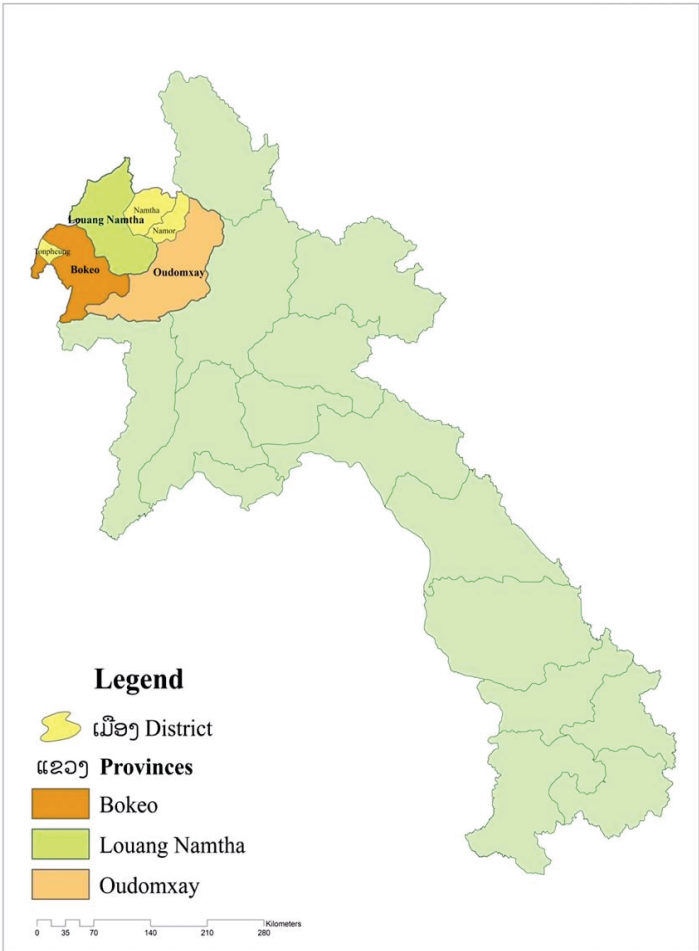 Namtha
Louang Namtha
Namor
Tonpheung
Bokeo
Oudomxay
Legend
ເມືອງ District
ແຂວງ Provinces
Bokeo
Louang Namtha
Oudomxay
Kilometers
0 35 70 140 210 280